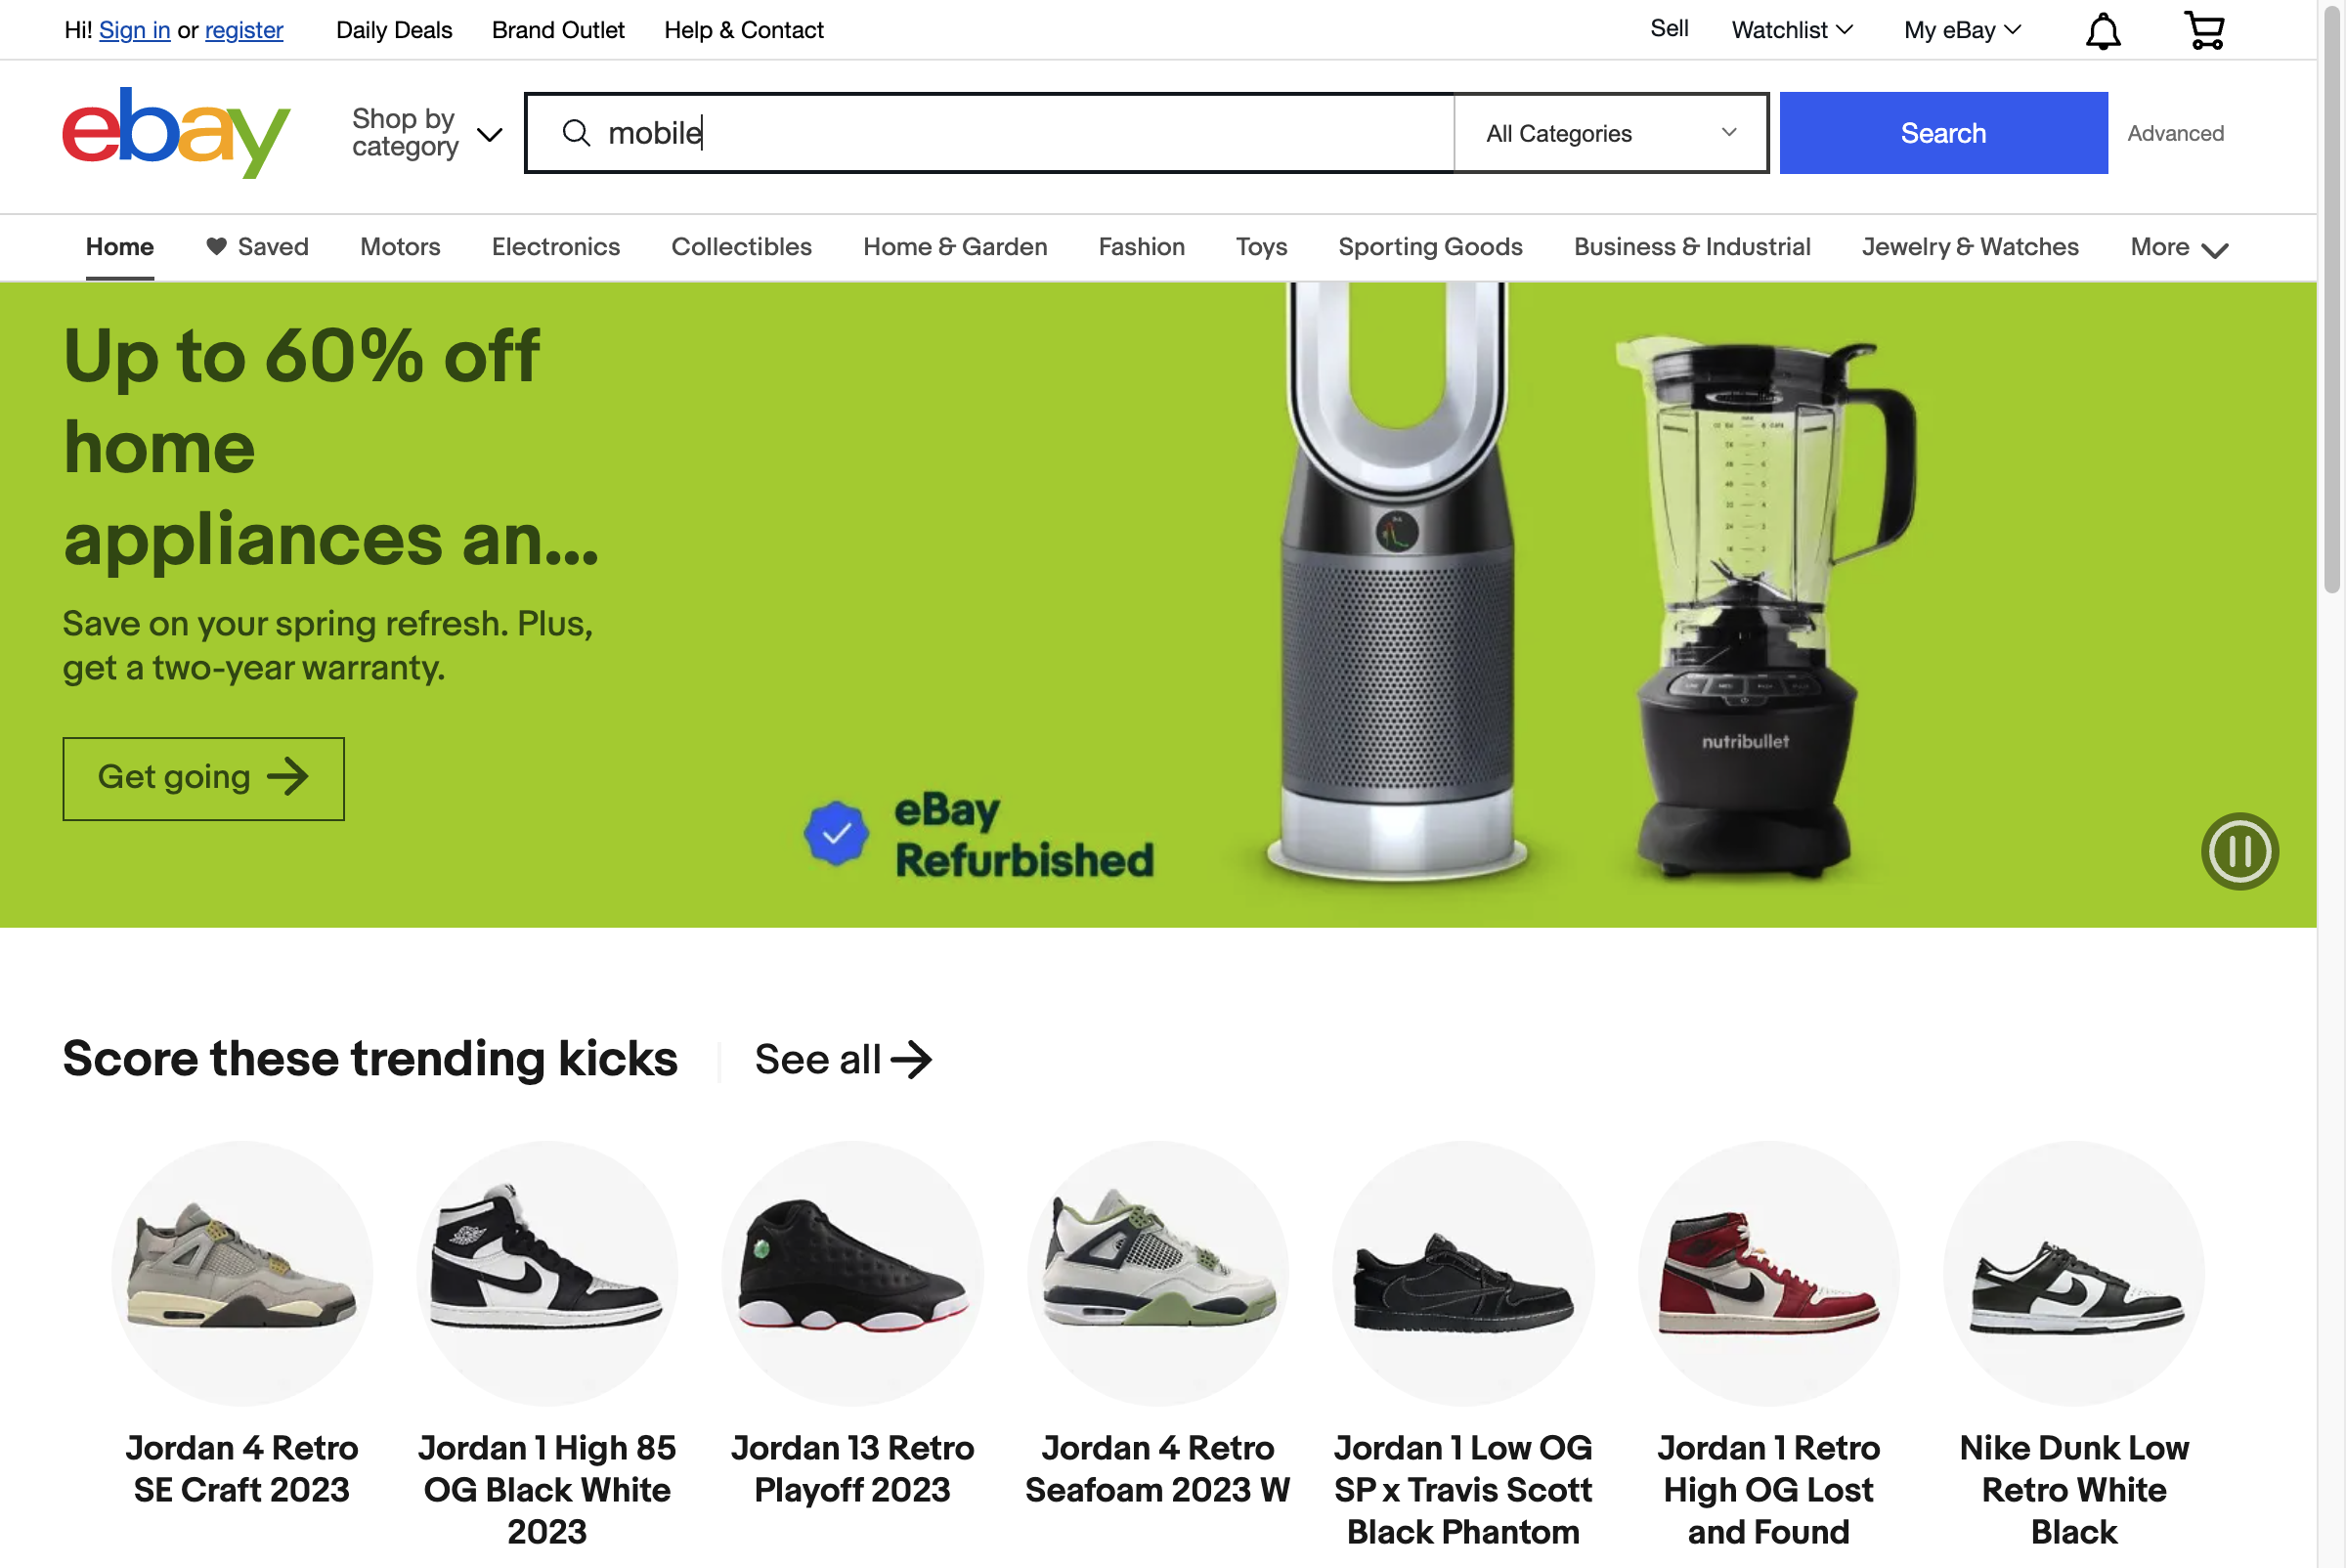 Hi! Sign in or register
Daily Deals
Brand Outlet
Help & Contact
Sell
Watchlist
My eBay
ebay
Shop by
category
mobile
All Categories
Search
Advanced
Home
Saved
Motors
Electronics
Collectibles
Home & Garden
Fashion
Toys
Sporting Goods
Business & Industrial
Jewelry & Watches
More
Up to 60% off
home
appliances an...
Save on your spring refresh. Plus,
get a two-year warranty.
Get going
eBay
Refurbished
nutribullet
Score these trending kicks
See all
Jordan 4 Retro
SE Craft 2023
Jordan 1 High 85
OG Black White
2023
Jordan 13 Retro
Playoff 2023
Jordan 4 Retro
Seafoam 2023 W
Jordan 1 Low OG
SP x Travis Scott
Black Phantom
Jordan 1 Retro
High OG Lost
and Found
Nike Dunk Low
Retro White
Black